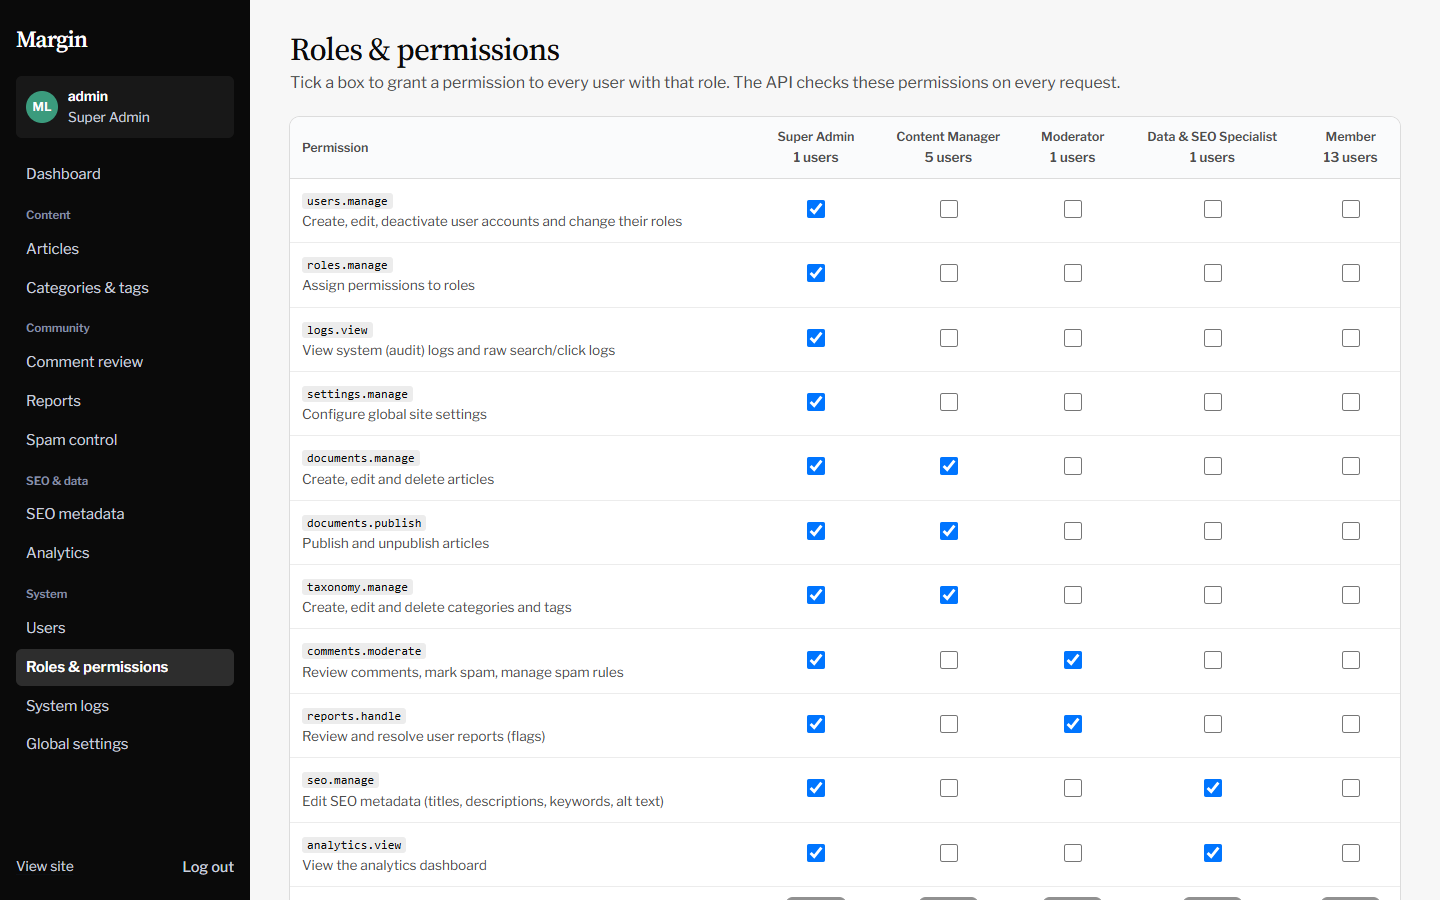 Margin
ML
admin
Super Admin
Dashboard
Content
Articles
Categories & tags
Community
Comment review
Reports
Spam control
SEO & data
SEO metadata
Analytics
System
Users
Roles & permissions
System logs
Global settings
View site
Log out
Roles & permissions
Tick a box to grant a permission to every user with that role. The API checks these permissions on every request.
Permission
Super Admin
1 users
Content Manager
5 users
Moderator
1 users
Data & SEO Specialist
1 users
Member
13 users
users.manage
Create, edit, deactivate user accounts and change their roles
roles.manage
Assign permissions to roles
logs.view
View system (audit) logs and raw search/click logs
settings.manage
Configure global site settings
documents.manage
Create, edit and delete articles
documents.publish
Publish and unpublish articles
taxonomy.manage
Create, edit and delete categories and tags
comments.moderate
Review comments, mark spam, manage spam rules
reports.handle
Review and resolve user reports (flags)
seo.manage
Edit SEO metadata (titles, descriptions, keywords, alt text)
analytics.view
View the analytics dashboard